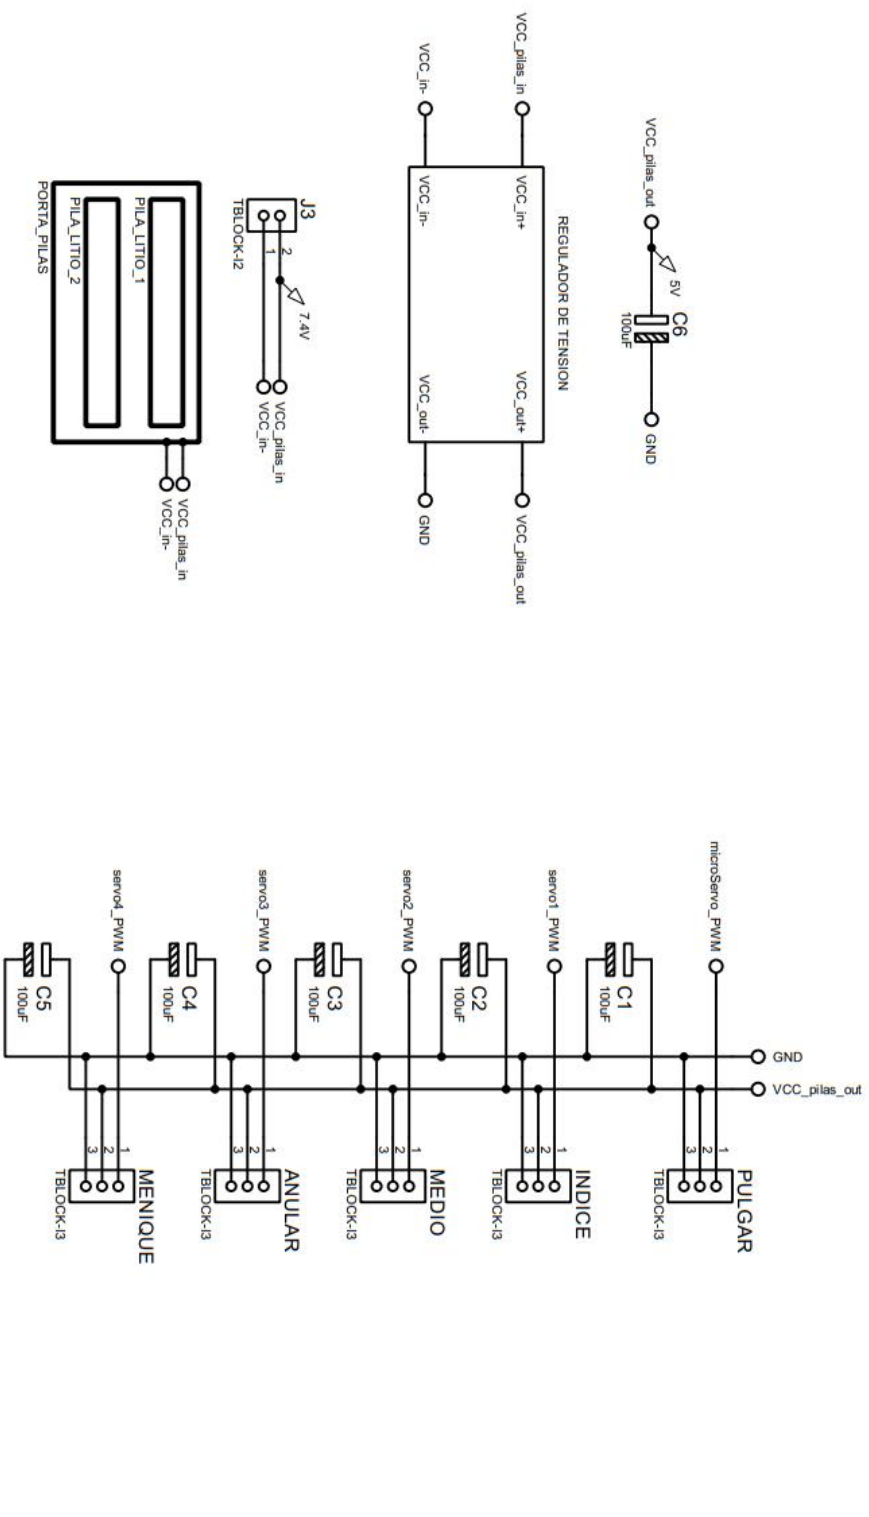 VCC_pilas_out
5V
C6
100uF
GND
REGULADOR DE TENSION
VCC_pilas_in
VCC_in+
VCC_out+
VCC_pilas_out
VCC_in-
VCC_in-
VCC_out-
GND
J3
2
1
7.4V
VCC_pilas_in
VCC_in-
TBLOCK-I2
PILA_LITIO_1
PILA_LITIO_2
PORTA_PILAS
VCC_pilas_in
VCC_in-
GND
VCC_pilas_out
microServo_PWM
1
2
3
PULGAR
TBLOCK-I3
C1
100uF
servo1_PWM
1
2
3
INDICE
TBLOCK-I3
C2
100uF
servo2_PWM
1
2
3
MEDIO
TBLOCK-I3
C3
100uF
servo3_PWM
1
2
3
ANULAR
TBLOCK-I3
C4
100uF
servo4_PWM
1
2
3
MENIQUE
TBLOCK-I3
C5
100uF